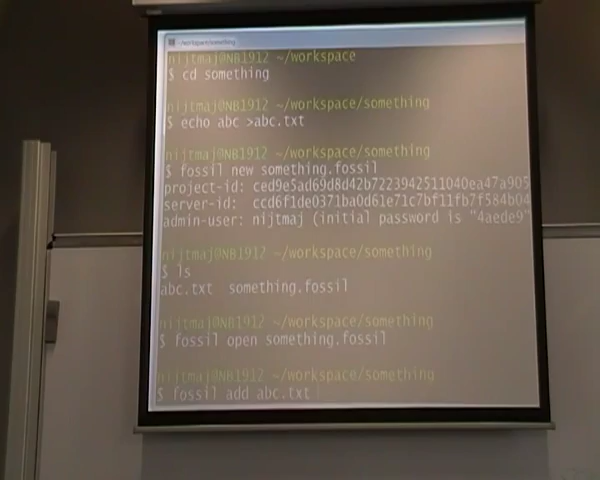 ~/workspace/something
nijtmaj@NB1912 ~/workspace
$ cd something
nijtmaj@NB1912 ~/workspace/something
$ echo abc >abc.txt
nijtmaj@NB1912 ~/workspace/something
$ fossil new something.fossil
project-id: ced9e5ad69d8d42b7223942511040ea47a905
server-id:  ccd6f1de0371ba0d61e71c7bf11fb7f584b04
admin-user: nijtmaj (initial password is "4aede9"
nijtmaj@NB1912 ~/workspace/something
$ ls
abc.txt  something.fossil
nijtmaj@NB1912 ~/workspace/something
$ fossil open something.fossil
nijtmaj@NB1912 ~/workspace/something
$ fossil add abc.txt